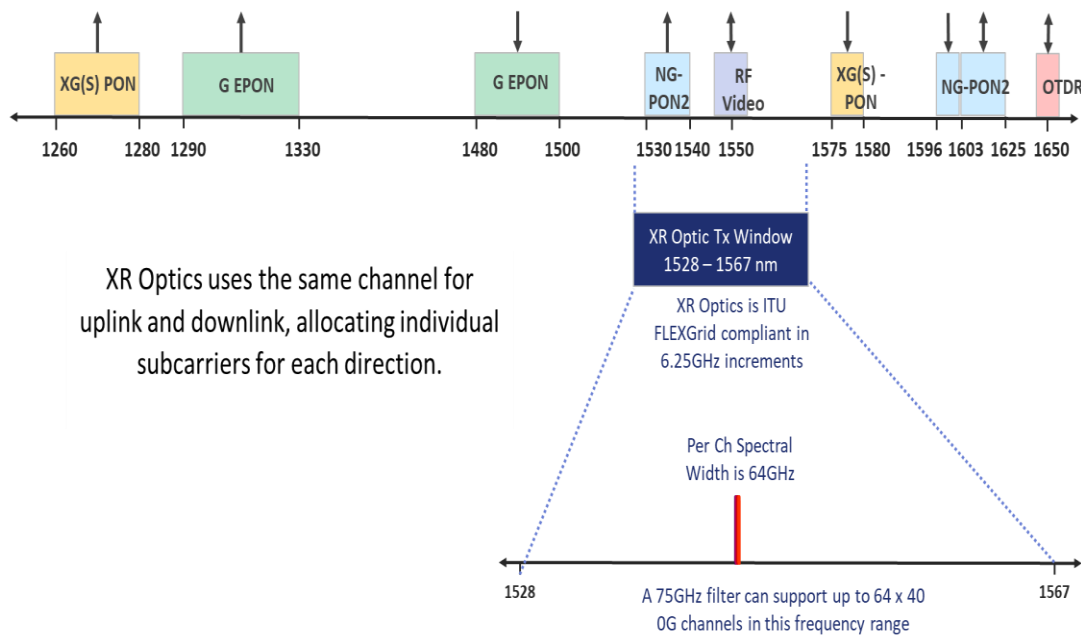 XG(S) PON
G EPON
G EPON
NG-
PON2
RF
Video
XG(S) -
PON
NG-PON2
OTDR
1260 1280 1290 1330 1480 1500 1530 1540 1550 1575 1580 1596 1603 1625 1650
XR Optic Tx Window
1528 – 1567 nm
XR Optics uses the same channel for
uplink and downlink, allocating individual
subcarriers for each direction.
XR Optics is ITU
FLEXGrid compliant in
6.25GHz increments
Per Ch Spectral
Width is 64GHz
1528 1567
A 75GHz filter can support up to 64 x 40
0G channels in this frequency range